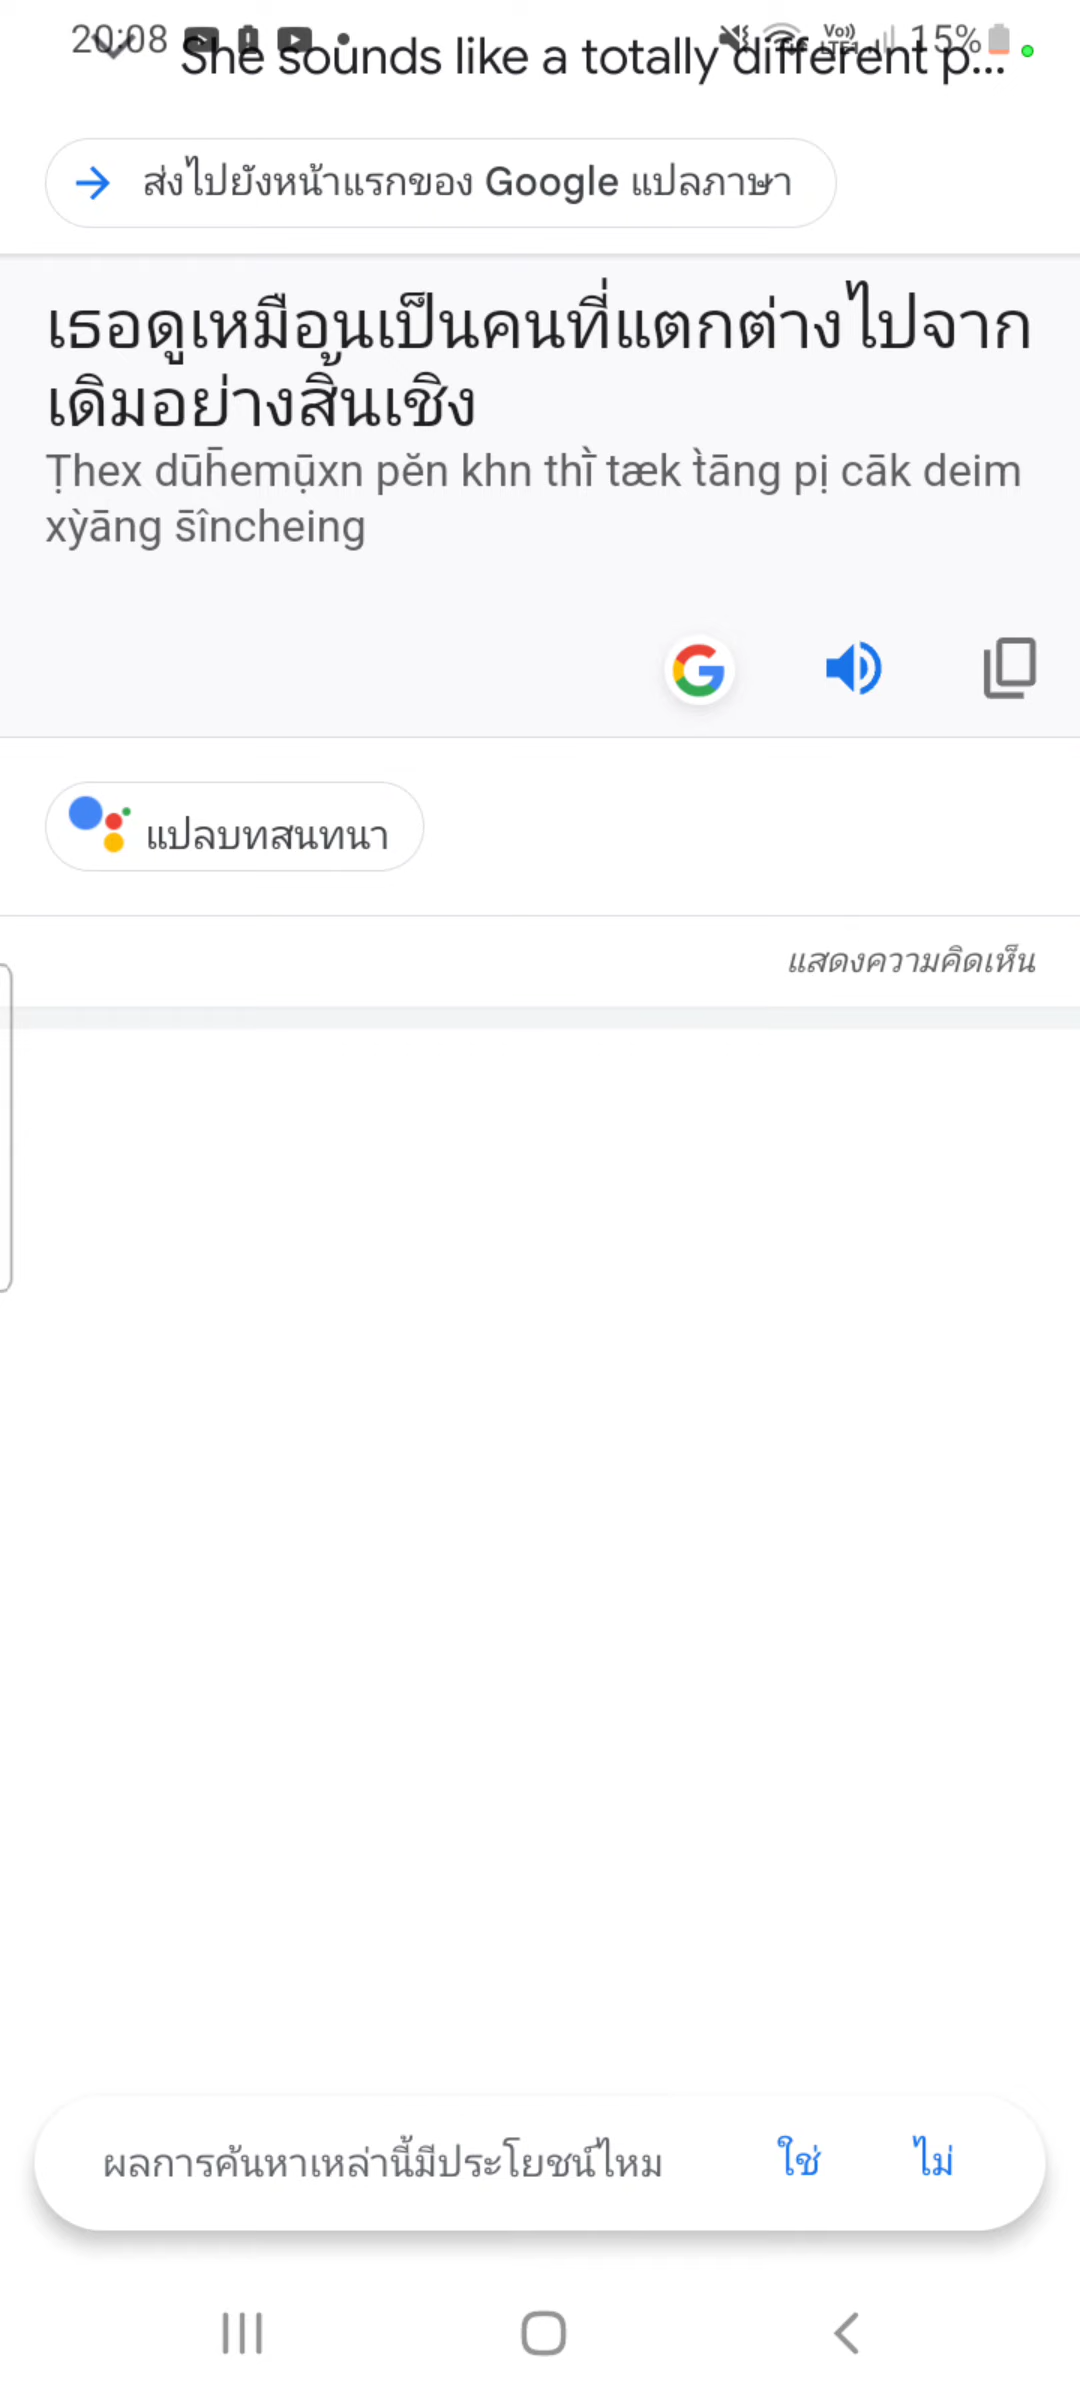 20:08 15%
She sounds like a totally different p...
ส่งไปยังหน้าแรกของ Google แปลภาษา
เธอดูเหมือนเป็นคนที่แตกต่างไปจาก
เดิมอย่างสิ้นเชิง
Ṭhex dūh̄emụ̄xn pĕn khn thī̀ tæk t̀āng pị cāk deim
xỳāng s̄încheing
แปลบทสนทนา
แสดงความคิดเห็น
ผลการค้นหาเหล่านี้มีประโยชน์ไหม ใช่ ไม่